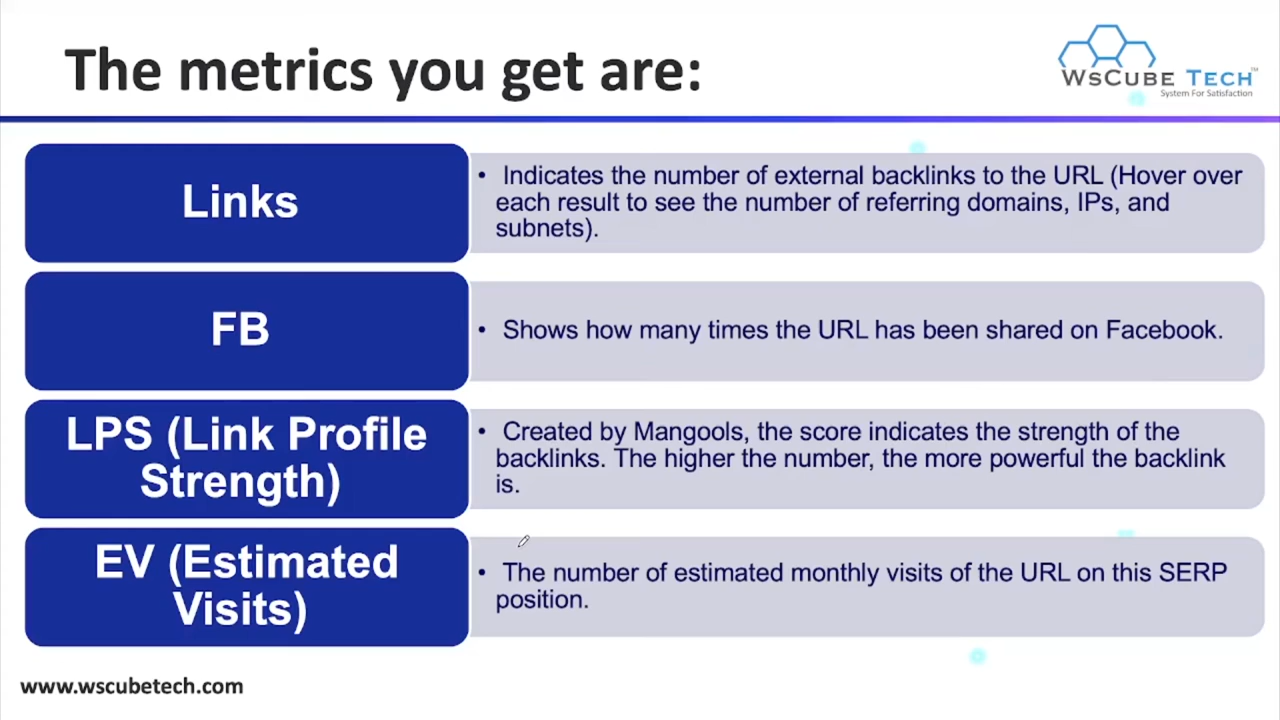 The metrics you get are:
WsCube Tech™
System For Satisfaction
Links
• Indicates the number of external backlinks to the URL (Hover over
each result to see the number of referring domains, IPs, and
subnets).
FB
• Shows how many times the URL has been shared on Facebook.
LPS (Link Profile
Strength)
• Created by Mangools, the score indicates the strength of the
backlinks. The higher the number, the more powerful the backlink
is.
EV (Estimated
Visits)
• The number of estimated monthly visits of the URL on this SERP
position.
www.wscubetech.com